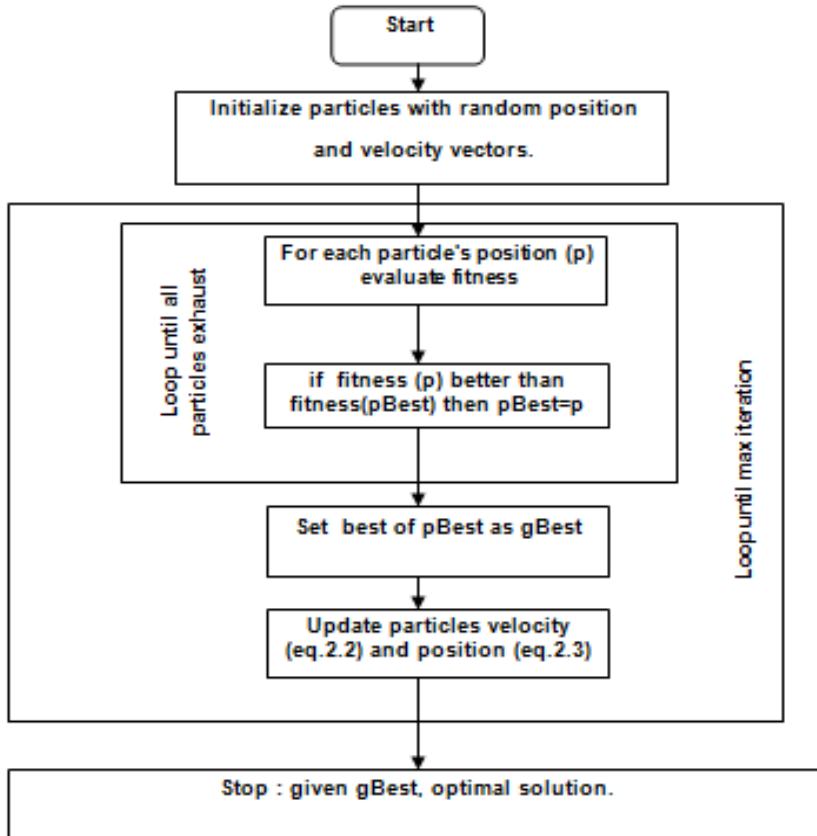 Start
Initialize particles with random position
and velocity vectors.
For each particle's position (p)
evaluate fitness
Loop until all
particles exhaust
if fitness (p) better than
fitness(pBest) then pBest=p
Loop until max iteration
Set best of pBest as gBest
Update particles velocity
(eq.2.2) and position (eq.2.3)
Stop : given gBest, optimal solution.